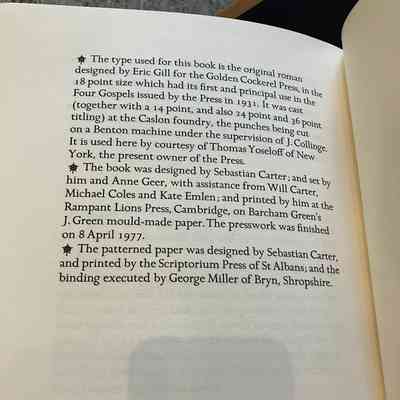 The type used for this book is the original roman
designed by Eric Gill for the Golden Cockerel Press, in the
18 point size which had its first and principal use in the
Four Gospels issued by the Press in 1931. It was cast
(together with a 14 point, and also 24 point and 36 point
titling) at the Caslon foundry, the punches being cut
on a Benton machine under the supervision of J. Collinge.
It is used here by courtesy of Thomas Yoseloff of New
York, the present owner of the Press.
The book was designed by Sebastian Carter; and set by
him and Anne Geer, with assistance from Will Carter,
Michael Coles and Kate Emlen; and printed by him at the
Rampant Lions Press, Cambridge, on Barcham Green's
J. Green mould-made paper. The presswork was finished
on 8 April 1977.
The patterned paper was designed by Sebastian Carter,
and printed by the Scriptorium Press of St Albans; and the
binding executed by George Miller of Bryn, Shropshire.